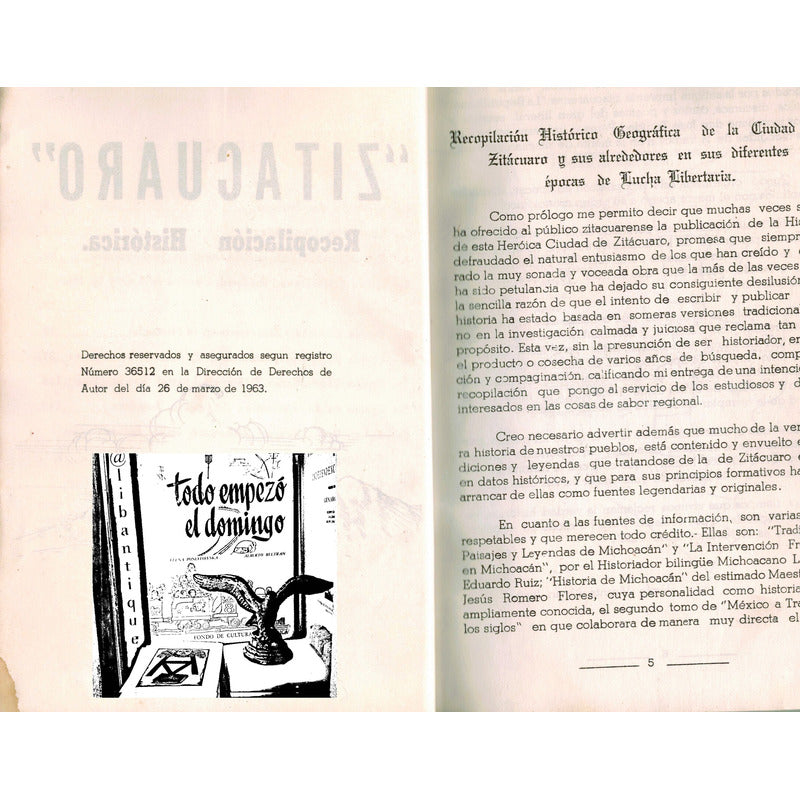 "ZITACUARO"
Recopilación Histórica.
Derechos reservados y asegurados segun registro
Número 36512 en la Dirección de Derechos de
Autor del día 26 de marzo de 1963.
@libantique
todo empezó
el domingo
ELENA PONIATOWSKA
ALBERTO BELTRAN
FONDO DE CULTURA
Recopilación Histórico Geográfica de la Ciudad
Zitácuaro y sus alrededores en sus diferentes
épocas de Lucha Libertaria.
Como prólogo me permito decir que muchas veces s
ha ofrecido al público zitacuarense la publicación de la His
de esta Heróica Ciudad de Zitácuaro, promesa que siempr
defraudado el natural entusiasmo de los que han creído y
rado la muy sonada y voceada obra que la más de las veces
ha sido petulancia que ha dejado su consiguiente desilusión
la sencilla razón de que el intento de escribir y publicar
historia ha estado basada en someras versiones tradicional
no en la investigación calmada y juiciosa que reclama tan
propósito. Esta vez, sin la presunción de ser historiador, en
el producto o cosecha de varios años de búsqueda, comp
ción y compaginación, calificando mi entrega de una intenció
recopilación que pongo al servicio de los estudiosos y d
interesados en las cosas de sabor regional.
Creo necesario advertir además que mucho de la ver
ra historia de nuestros pueblos, está contenido y envuelto e
diciones y leyendas que tratandose de la de Zitácuaro e
en datos históricos, y que para sus principios formativos ha
arrancar de ellas como fuentes legendarias y originales.
En cuanto a las fuentes de información, son varias
respetables y que merecen todo crédito.- Ellas son: "Tradi
Paisajes y Leyendas de Michoacán" y "La Intervención Fr
en Michoacán", por el Historiador bilingüe Michoacano L
Eduardo Ruiz; "Historia de Michoacán" del estimado Maest
Jesús Romero Flores, cuya personalidad como historia
ampliamente conocida, el segundo tomo de "México a Tra
los siglos" en que colaborara de manera muy directa el
5